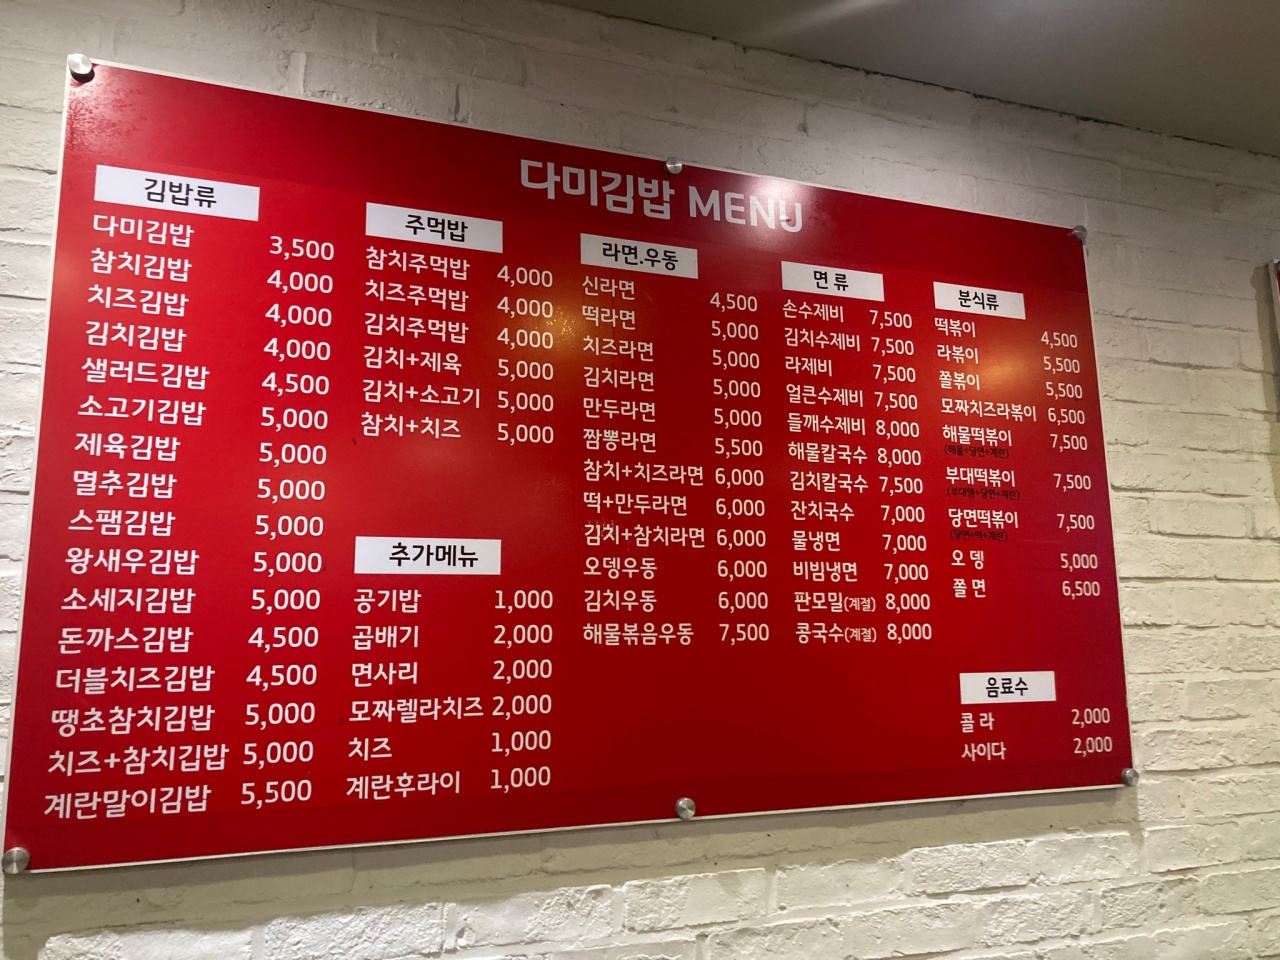 다미김밥 MENU
김밥류
다미김밥 3,500
참치김밥 4,000
치즈김밥 4,000
김치김밥 4,000
샐러드김밥 4,500
소고기김밥 5,000
제육김밥 5,000
멸추김밥 5,000
스팸김밥 5,000
왕새우김밥 5,000
소세지김밥 5,000
돈까스김밥 4,500
더블치즈김밥 4,500
땡초참치김밥 5,000
치즈+참치김밥 5,000
계란말이김밥 5,500
주먹밥
참치주먹밥 4,000
치즈주먹밥 4,000
김치주먹밥 4,000
김치+제육 5,000
김치+소고기 5,000
참치+치즈 5,000
추가메뉴
공기밥 1,000
곱배기 2,000
면사리 2,000
모짜렐라치즈 2,000
치즈 1,000
계란후라이 1,000
라면.우동
신라면 4,500
떡라면 5,000
치즈라면 5,000
김치라면 5,000
만두라면 5,000
짬뽕라면 5,500
참치+치즈라면 6,000
떡+만두라면 6,000
김치+참치라면 6,000
오뎅우동 6,000
김치우동 6,000
해물볶음우동 7,500
면 류
손수제비 7,500
김치수제비 7,500
라제비 7,500
얼큰수제비 7,500
들깨수제비 8,000
해물칼국수 8,000
김치칼국수 7,500
잔치국수 7,000
물냉면 7,000
비빔냉면 7,000
판모밀(계절) 8,000
콩국수(계절) 8,000
분식류
떡볶이 4,500
라볶이 5,500
쫄볶이 5,500
모짜치즈라볶이 6,500
해물떡볶이 7,500
(해물+당면+계란)
부대떡볶이 7,500
(부대햄+당면+계란)
당면떡볶이 7,500
(당면+떡+계란)
오 뎅 5,000
쫄 면 6,500
음료수
콜 라 2,000
사이다 2,000